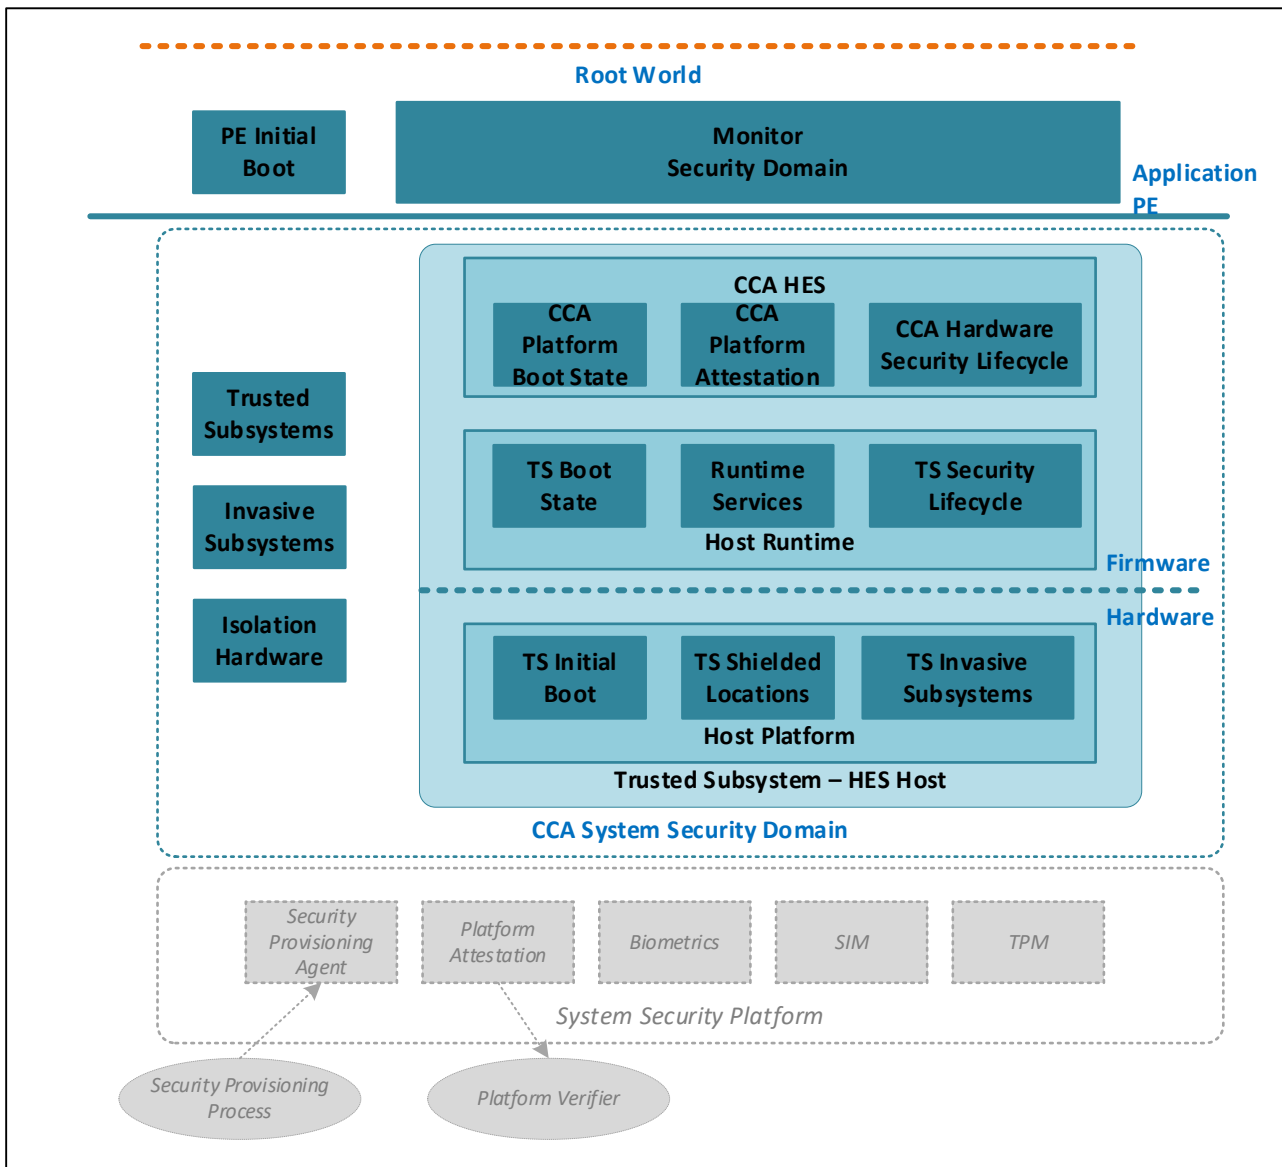 Root World
PE Initial
Boot
Monitor
Security Domain
Application
PE
CCA HES
CCA
Platform
Boot State
CCA
Platform
Attestation
CCA Hardware
Security Lifecycle
Trusted
Subsystems
TS Boot
State
Runtime
Services
TS Security
Lifecycle
Host Runtime
Invasive
Subsystems
Firmware
Hardware
Isolation
Hardware
TS Initial
Boot
TS Shielded
Locations
TS Invasive
Subsystems
Host Platform
Trusted Subsystem – HES Host
CCA System Security Domain
Security
Provisioning
Agent
Platform
Attestation
Biometrics
SIM
TPM
System Security Platform
Security Provisioning
Process
Platform Verifier